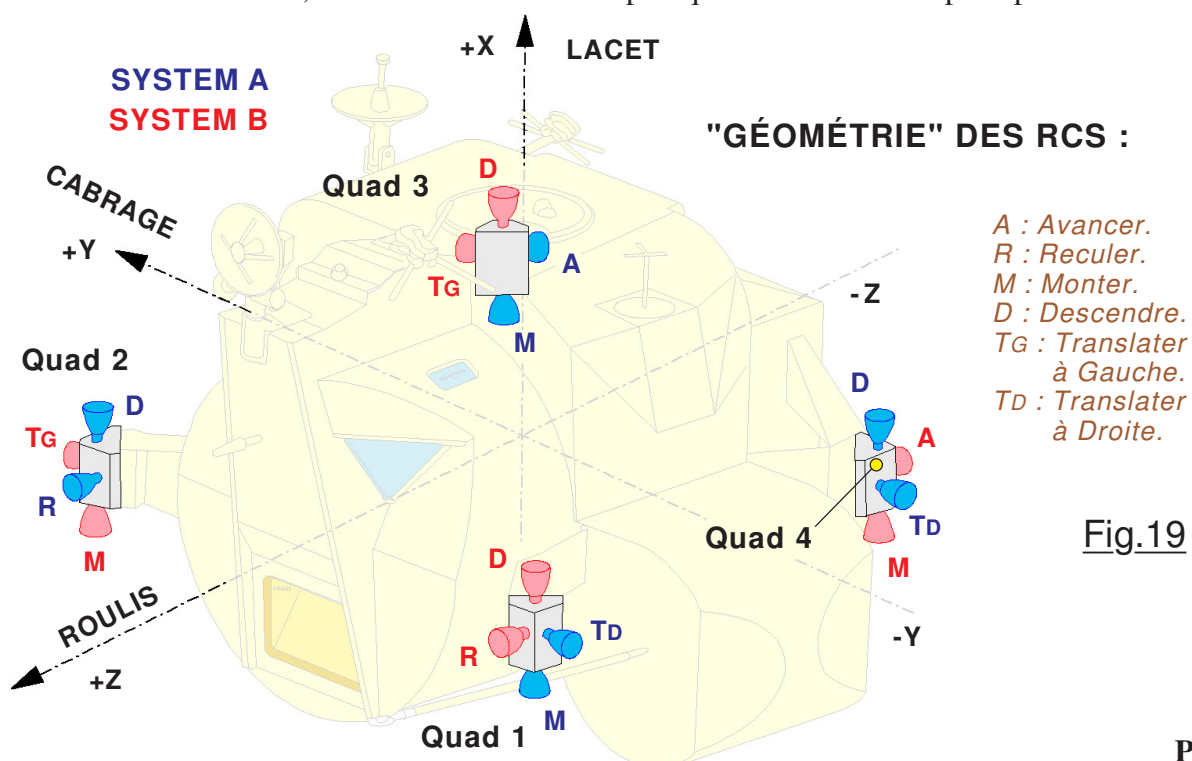 +X
LACET
SYSTEM A
SYSTEM B
"GÉOMÉTRIE" DES RCS :
CABRAGE
+Y
Quad 3
D
TG
A
M
-Z
A : Avancer.
R : Reculer.
M : Monter.
D : Descendre.
TG : Translater
à Gauche.
TD : Translater
à Droite.
Quad 2
D
TG
R
M
D
A
TD
M
Quad 4
Fig.19
ROULIS
+Z
D
R
TD
M
Quad 1
-Y
P